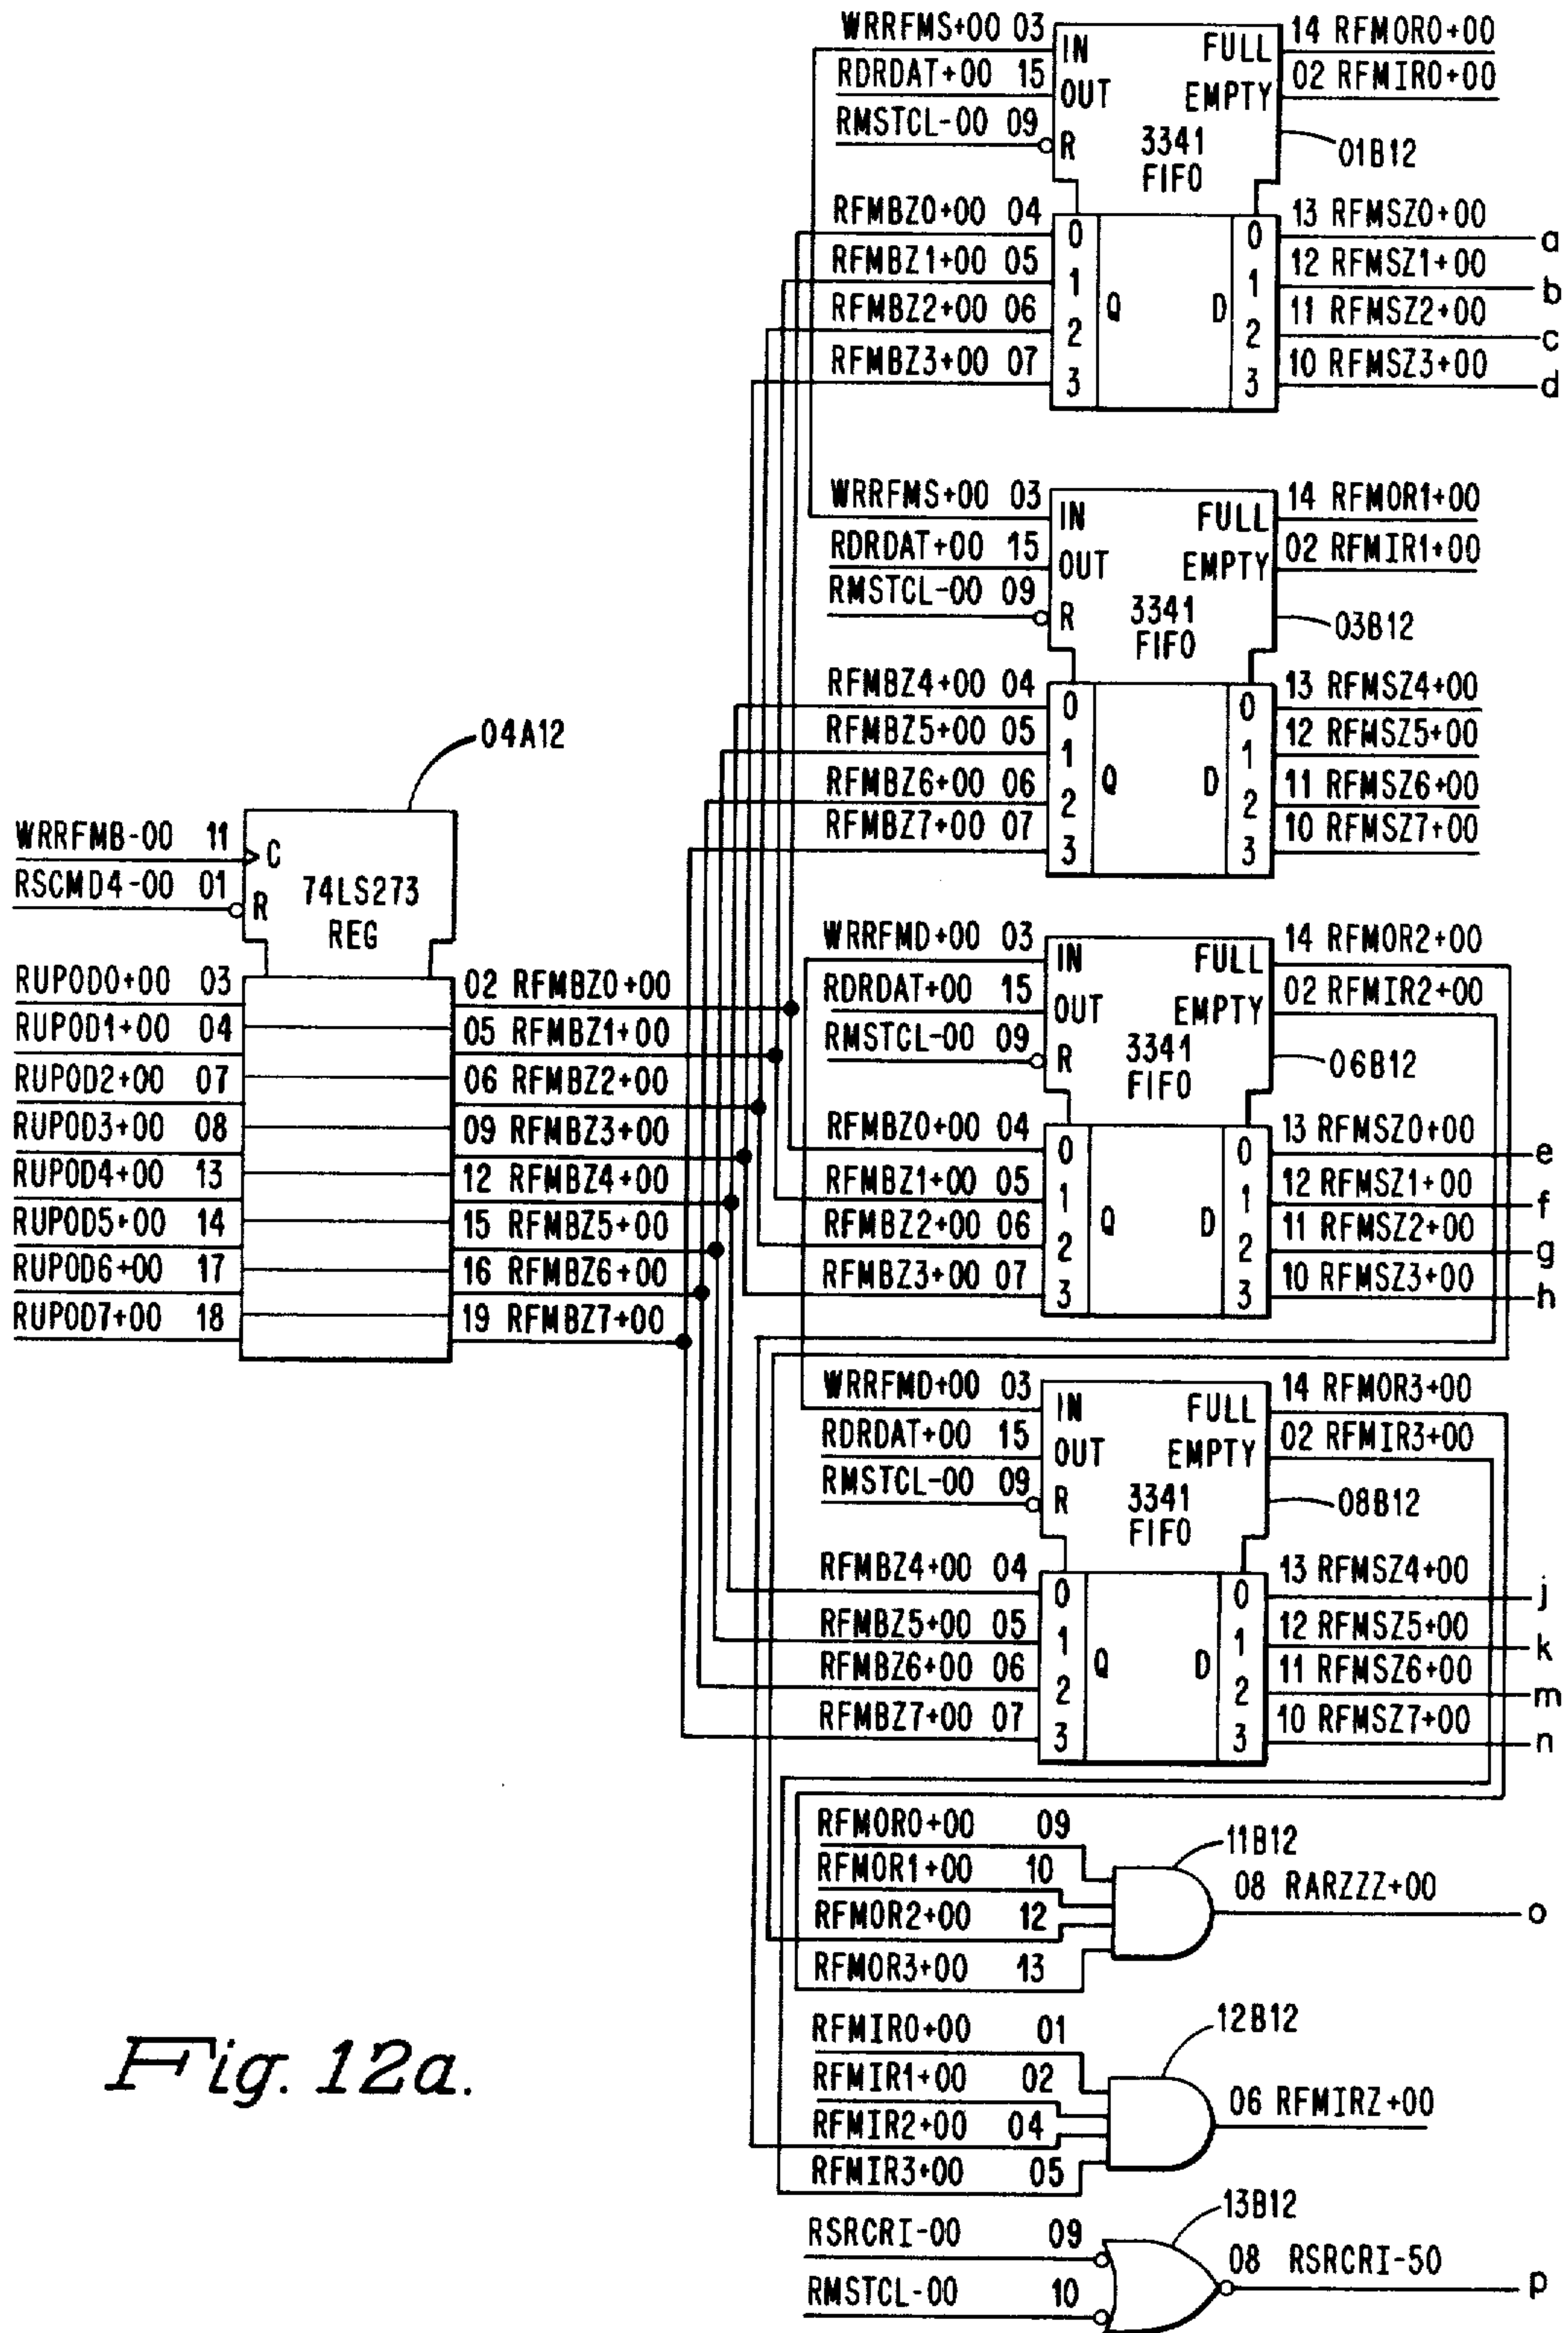 WRRFMS+00 03 IN FULL 14 RFMOR0+00
RDRDAT+00 15 OUT EMPTY 02 RFMIR0+00
RMSTCL-00 09 R 3341 FIFO 01B12
RFMBZ0+00 04 0 0 13 RFMSZ0+00 a
RFMBZ1+00 05 1 Q D 1 12 RFMSZ1+00 b
RFMBZ2+00 06 2 2 11 RFMSZ2+00 c
RFMBZ3+00 07 3 3 10 RFMSZ3+00 d
WRRFMS+00 03 IN FULL 14 RFMOR1+00
RDRDAT+00 15 OUT EMPTY 02 RFMIR1+00
RMSTCL-00 09 R 3341 FIFO 03B12
RFMBZ4+00 04 0 0 13 RFMSZ4+00
RFMBZ5+00 05 1 Q D 1 12 RFMSZ5+00
RFMBZ6+00 06 2 2 11 RFMSZ6+00
RFMBZ7+00 07 3 3 10 RFMSZ7+00
04A12
WRRFMB-00 11 C
RSCMD4-00 01 R 74LS273
REG
RUPOD0+00 03 02 RFMBZ0+00
RUPOD1+00 04 05 RFMBZ1+00
RUPOD2+00 07 06 RFMBZ2+00
RUPOD3+00 08 09 RFMBZ3+00
RUPOD4+00 13 12 RFMBZ4+00
RUPOD5+00 14 15 RFMBZ5+00
RUPOD6+00 17 16 RFMBZ6+00
RUPOD7+00 18 19 RFMBZ7+00
WRRFMD+00 03 IN FULL 14 RFMOR2+00
RDRDAT+00 15 OUT EMPTY 02 RFMIR2+00
RMSTCL-00 09 R 3341 FIFO 06B12
RFMBZ0+00 04 0 0 13 RFMSZ0+00 e
RFMBZ1+00 05 1 Q D 1 12 RFMSZ1+00 f
RFMBZ2+00 06 2 2 11 RFMSZ2+00 g
RFMBZ3+00 07 3 3 10 RFMSZ3+00 h
WRRFMD+00 03 IN FULL 14 RFMOR3+00
RDRDAT+00 15 OUT EMPTY 02 RFMIR3+00
RMSTCL-00 09 R 3341 FIFO 08B12
RFMBZ4+00 04 0 0 13 RFMSZ4+00 j
RFMBZ5+00 05 1 Q D 1 12 RFMSZ5+00 k
RFMBZ6+00 06 2 2 11 RFMSZ6+00 m
RFMBZ7+00 07 3 3 10 RFMSZ7+00 n
RFMOR0+00 09 11B12
RFMOR1+00 10 08 RARZZZ+00 o
RFMOR2+00 12
RFMOR3+00 13
RFMIR0+00 01 12B12
RFMIR1+00 02 06 RFMIRZ+00
RFMIR2+00 04
RFMIR3+00 05
13B12
RSRCRI-00 09 08 RSRCRI-50 p
RMSTCL-00 10
Fig. 12a.